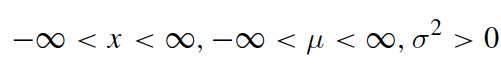 −∞ < x < ∞, −∞ < μ < ∞, σ² > 0